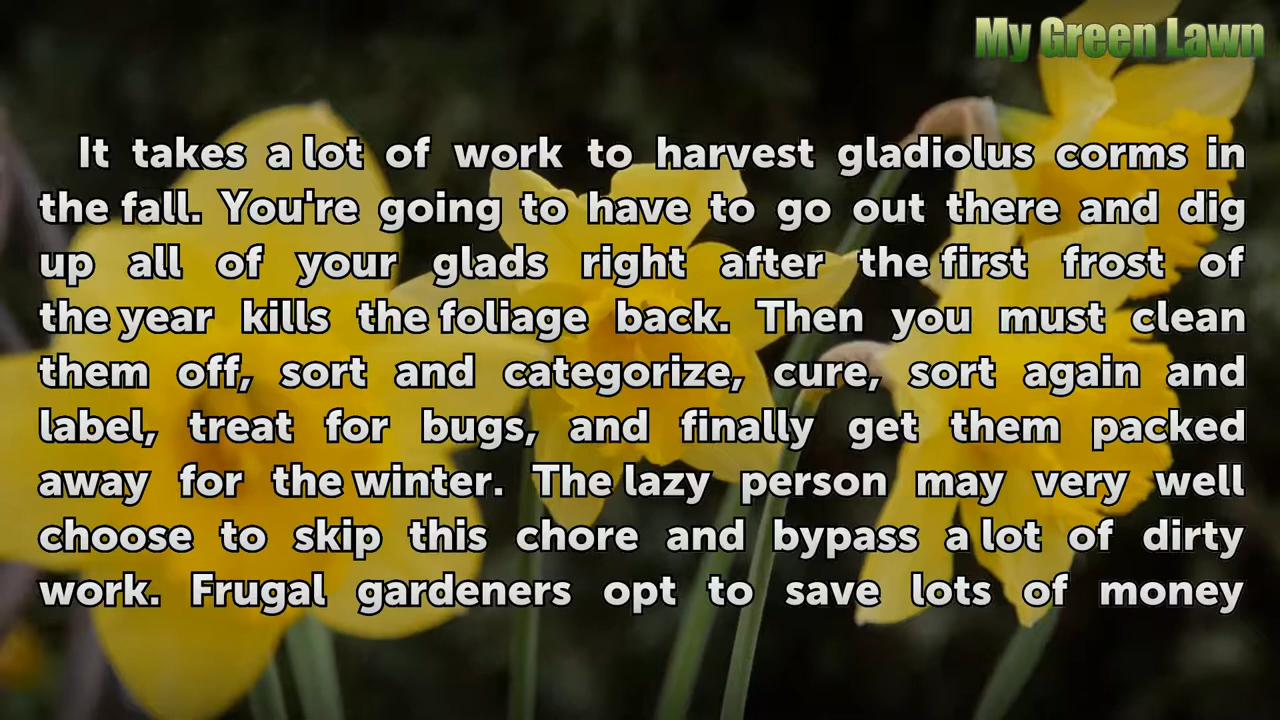 My Green Lawn
It takes a lot of work to harvest gladiolus corms in
the fall. You're going to have to go out there and dig
up all of your glads right after the first frost of
the year kills the foliage back. Then you must clean
them off, sort and categorize, cure, sort again and
label, treat for bugs, and finally get them packed
away for the winter. The lazy person may very well
choose to skip this chore and bypass a lot of dirty
work. Frugal gardeners opt to save lots of money